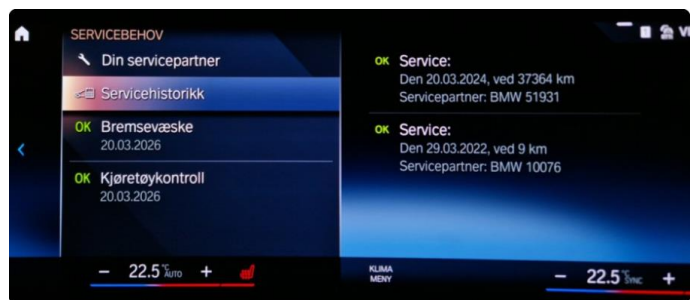 SERVICEBEHOV
Din servicepartner
Servicehistorikk
OK Bremsevæske
20.03.2026
OK Kjøretøykontroll
20.03.2026
OK Service:
Den 20.03.2024, ved 37364 km
Servicepartner: BMW 51931
OK Service:
Den 29.03.2022, ved 9 km
Servicepartner: BMW 10076
− 22.5 °C AUTO +
KLIMA
MENY
− 22.5 °C SYNC +